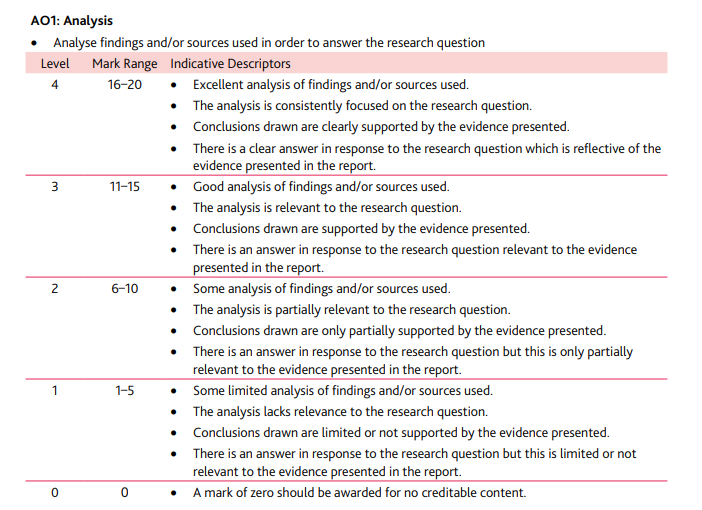 AO1: Analysis
• Analyse findings and/or sources used in order to answer the research question
Level Mark Range Indicative Descriptors
4 16–20 • Excellent analysis of findings and/or sources used.
• The analysis is consistently focused on the research question.
• Conclusions drawn are clearly supported by the evidence presented.
• There is a clear answer in response to the research question which is reflective of the
evidence presented in the report.
3 11–15 • Good analysis of findings and/or sources used.
• The analysis is relevant to the research question.
• Conclusions drawn are supported by the evidence presented.
• There is an answer in response to the research question relevant to the evidence
presented in the report.
2 6–10 • Some analysis of findings and/or sources used.
• The analysis is partially relevant to the research question.
• Conclusions drawn are only partially supported by the evidence presented.
• There is an answer in response to the research question but this is only partially
relevant to the evidence presented in the report.
1 1–5 • Some limited analysis of findings and/or sources used.
• The analysis lacks relevance to the research question.
• Conclusions drawn are limited or not supported by the evidence presented.
• There is an answer in response to the research question but this is limited or not
relevant to the evidence presented in the report.
0 0 • A mark of zero should be awarded for no creditable content.